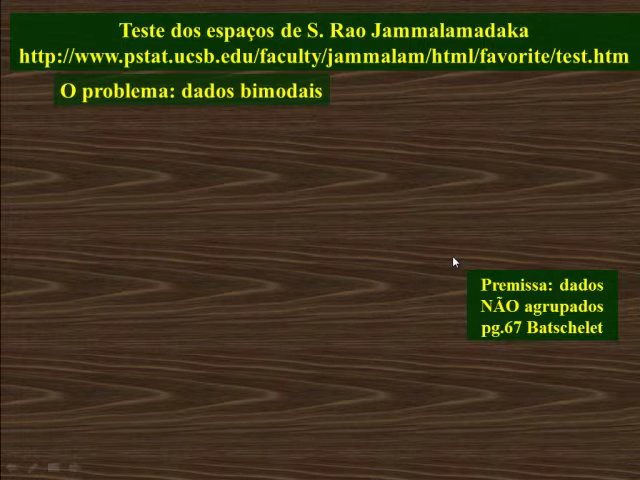 Teste dos espaços de S. Rao Jammalamadaka
http://www.pstat.ucsb.edu/faculty/jammalam/html/favorite/test.htm
O problema: dados bimodais
Premissa: dados
NÃO agrupados
pg.67 Batschelet